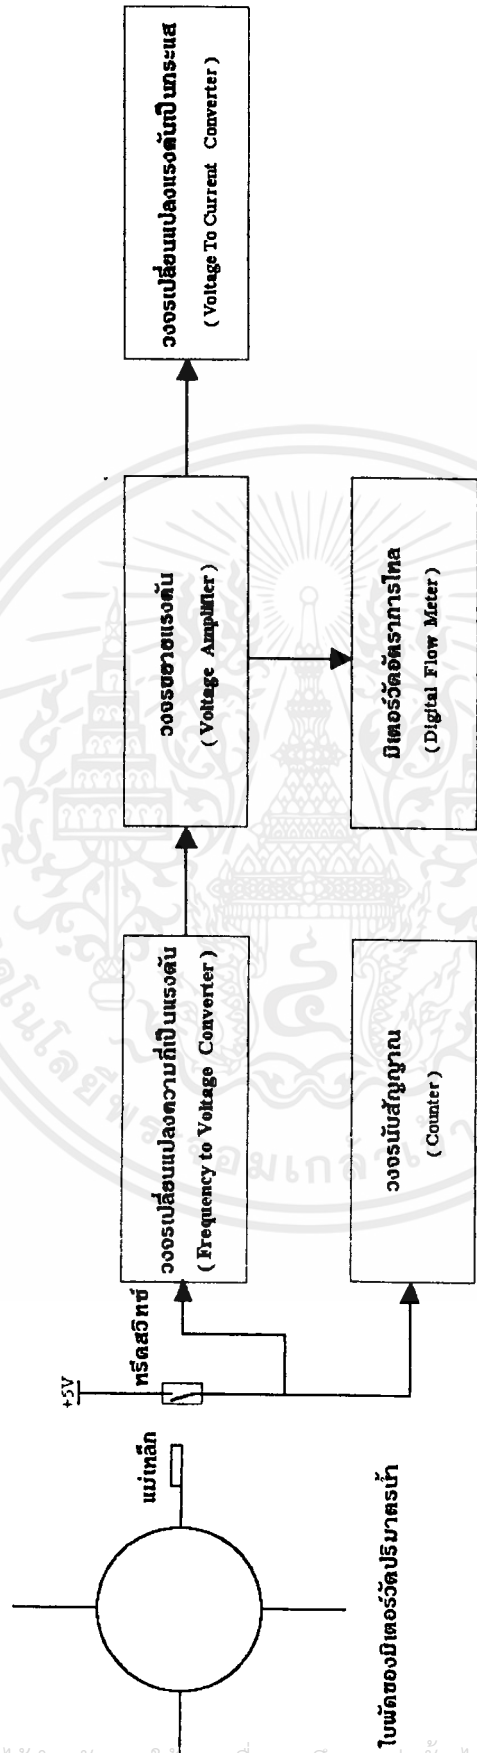 ใบพัดของมิเตอร์วัดปริมาตรน้ำ
แม่เหล็ก
+5V
หรีดสวิทช์
วงจรเปลี่ยนแปลงความถี่เป็นแรงดัน
( Frequency to Voltage Converter )
วงจรนับสัญญาณ
( Counter )
วงจรขยายแรงดัน
( Voltage Amplifier )
มิเตอร์วัดอัตราการไหล
( Digital Flow Meter )
วงจรเปลี่ยนแปลงแรงดันเป็นกระแส
( Voltage To Current Converter )